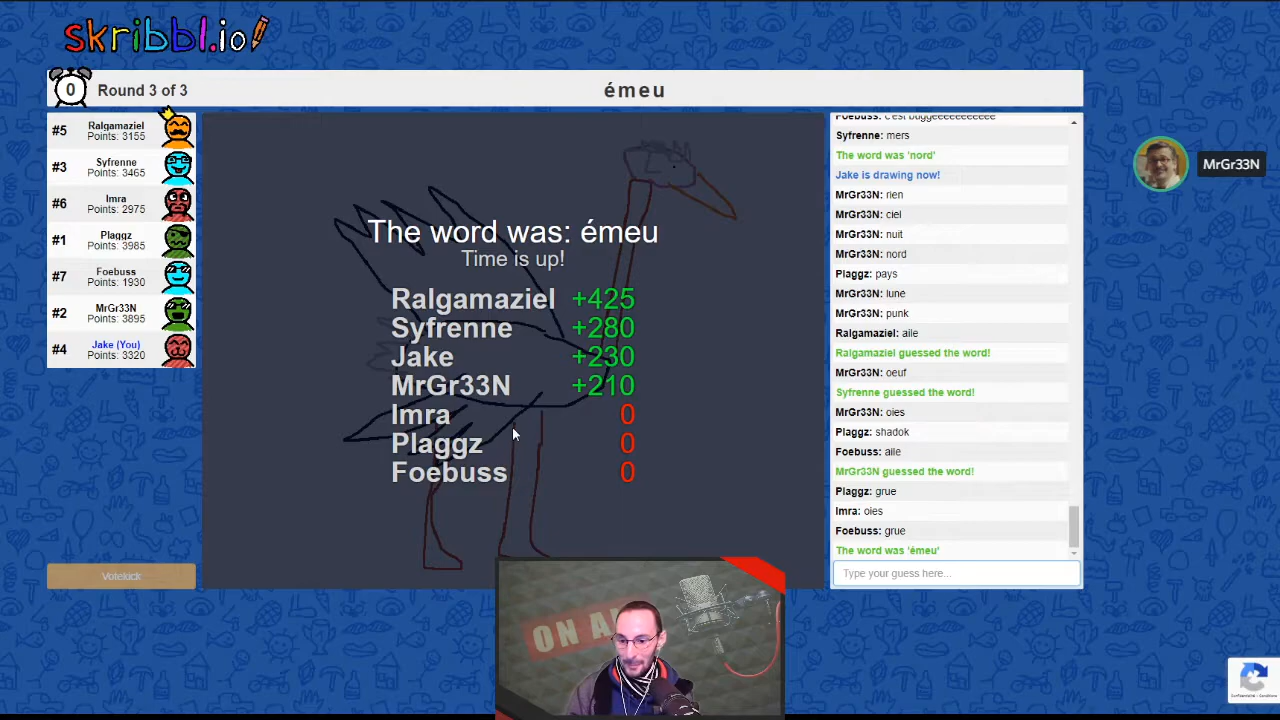 skribbl.io
0
Round 3 of 3
émeu
#5
Ralgamaziel
Points: 3155
#3
Syfrenne
Points: 3465
#6
Imra
Points: 2975
#1
Plaggz
Points: 3985
#7
Foebuss
Points: 1930
#2
MrGr33N
Points: 3895
#4
Jake (You)
Points: 3320
Votekick
The word was: émeu
Time is up!
Ralgamaziel +425
Syfrenne +280
Jake +230
MrGr33N +210
Imra 0
Plaggz 0
Foebuss 0
ON A
Foebuss:
Syfrenne: mers
The word was 'nord'
Jake is drawing now!
MrGr33N: rien
MrGr33N: ciel
MrGr33N: nuit
MrGr33N: nord
Plaggz: pays
MrGr33N: lune
MrGr33N: punk
Ralgamaziel: aile
Ralgamaziel guessed the word!
MrGr33N: oeuf
Syfrenne guessed the word!
MrGr33N: oies
Plaggz: shadok
Foebuss: aile
MrGr33N guessed the word!
Plaggz: grue
Imra: oies
Foebuss: grue
The word was 'émeu'
Type your guess here...
MrGr33N